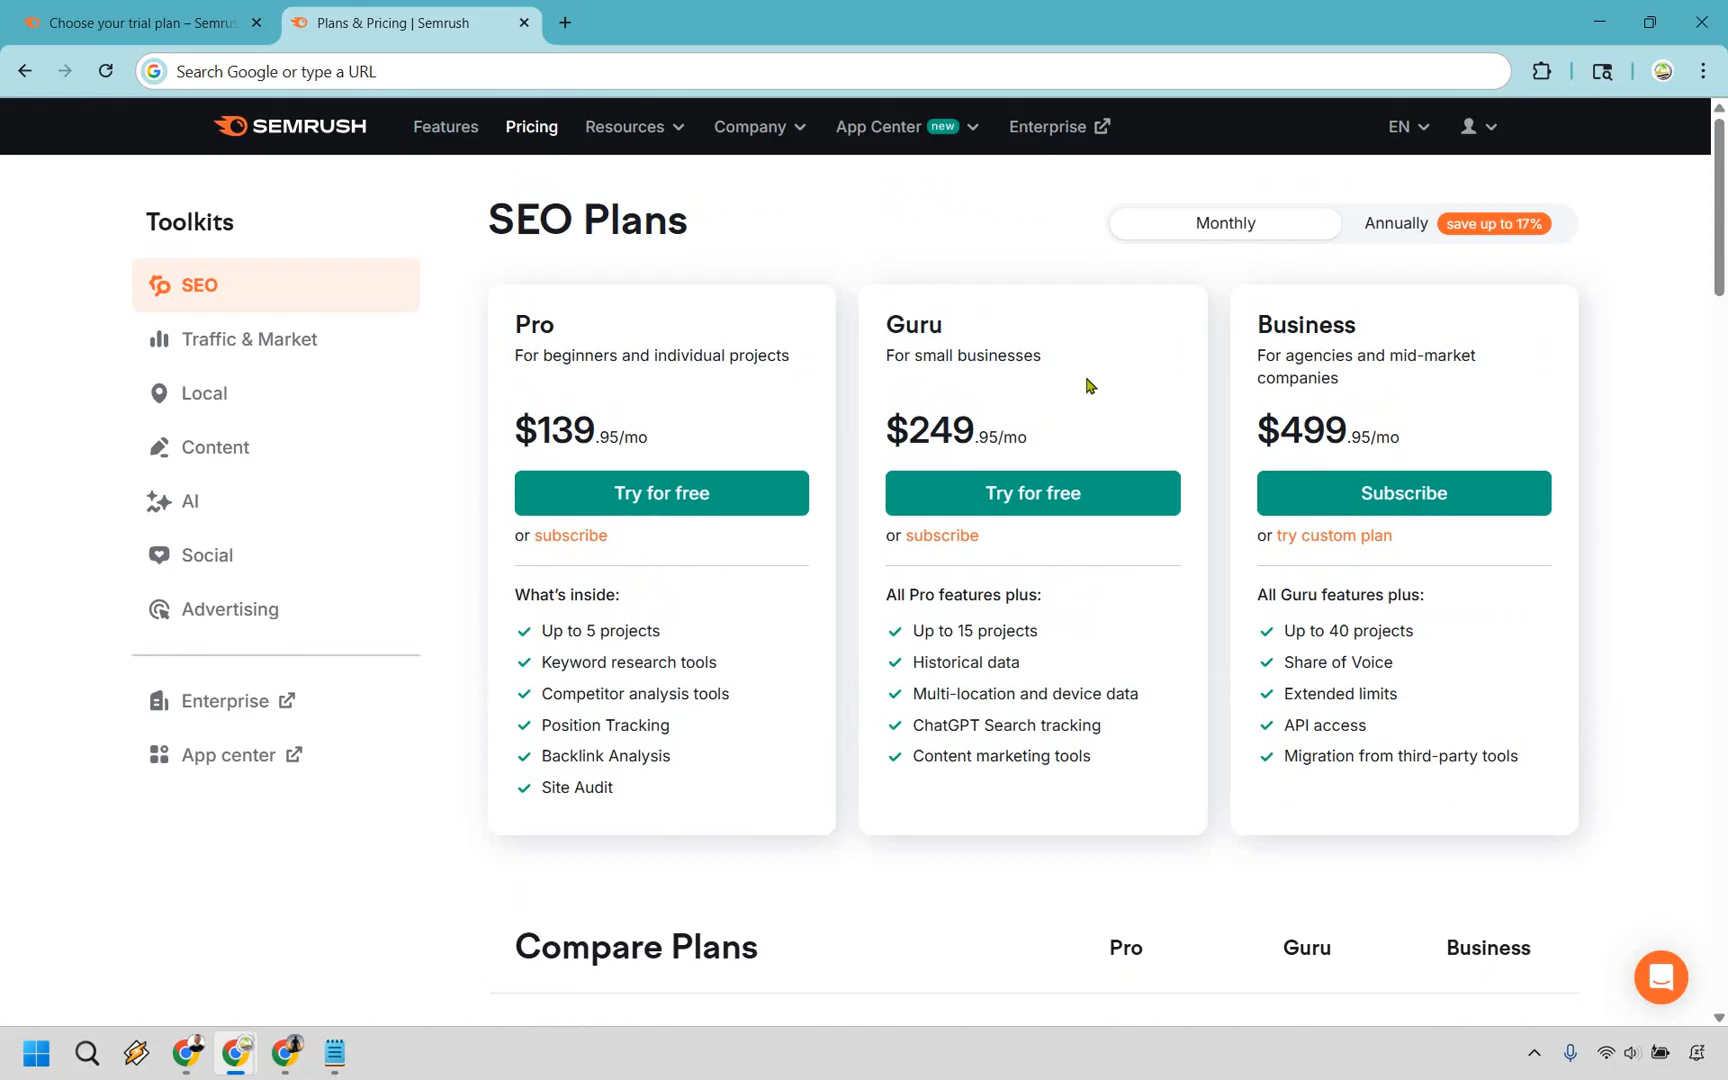 Choose your trial plan – Semrus
Plans & Pricing | Semrush
Search Google or type a URL
SEMRUSH
Features
Pricing
Resources
Company
App Center new
Enterprise
EN
Toolkits
SEO
Traffic & Market
Local
Content
AI
Social
Advertising
Enterprise
App center
SEO Plans
Monthly
Annually save up to 17%
Pro
For beginners and individual projects
$139.95/mo
Try for free
or subscribe
What's inside:
Up to 5 projects
Keyword research tools
Competitor analysis tools
Position Tracking
Backlink Analysis
Site Audit
Guru
For small businesses
$249.95/mo
Try for free
or subscribe
All Pro features plus:
Up to 15 projects
Historical data
Multi-location and device data
ChatGPT Search tracking
Content marketing tools
Business
For agencies and mid-market
companies
$499.95/mo
Subscribe
or try custom plan
All Guru features plus:
Up to 40 projects
Share of Voice
Extended limits
API access
Migration from third-party tools
Compare Plans
Pro
Guru
Business